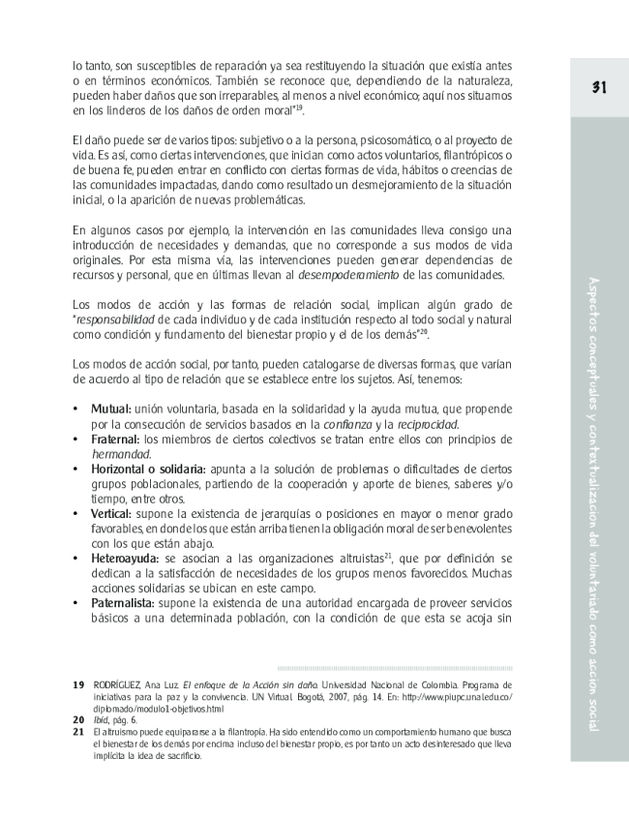 lo tanto, son susceptibles de reparación ya sea restituyendo la situación que existía antes
o en términos económicos. También se reconoce que, dependiendo de la naturaleza,
pueden haber daños que son irreparables, al menos a nivel económico; aquí nos situamos
en los linderos de los daños de orden moral"19.
El daño puede ser de varios tipos: subjetivo o a la persona, psicosomático, o al proyecto de
vida. Es así, como ciertas intervenciones, que inician como actos voluntarios, filantrópicos o
de buena fe, pueden entrar en conflicto con ciertas formas de vida, hábitos o creencias de
las comunidades impactadas, dando como resultado un desmejoramiento de la situación
inicial, o la aparición de nuevas problemáticas.
En algunos casos por ejemplo, la intervención en las comunidades lleva consigo una
introducción de necesidades y demandas, que no corresponde a sus modos de vida
originales. Por esta misma vía, las intervenciones pueden generar dependencias de
recursos y personal, que en últimas llevan al desempoderamiento de las comunidades.
Los modos de acción y las formas de relación social, implican algún grado de
"responsabilidad de cada individuo y de cada institución respecto al todo social y natural
como condición y fundamento del bienestar propio y el de los demás"20.
Los modos de acción social, por tanto, pueden catalogarse de diversas formas, que varían
de acuerdo al tipo de relación que se establece entre los sujetos. Así, tenemos:
• Mutual: unión voluntaria, basada en la solidaridad y la ayuda mutua, que propende
por la consecución de servicios basados en la confianza y la reciprocidad.
• Fraternal: los miembros de ciertos colectivos se tratan entre ellos con principios de
hermandad.
• Horizontal o solidaria: apunta a la solución de problemas o dificultades de ciertos
grupos poblacionales, partiendo de la cooperación y aporte de bienes, saberes y/o
tiempo, entre otros.
• Vertical: supone la existencia de jerarquías o posiciones en mayor o menor grado
favorables, en donde los que están arriba tienen la obligación moral de ser benevolentes
con los que están abajo.
• Heteroayuda: se asocian a las organizaciones altruistas21, que por definición se
dedican a la satisfacción de necesidades de los grupos menos favorecidos. Muchas
acciones solidarias se ubican en este campo.
• Paternalista: supone la existencia de una autoridad encargada de proveer servicios
básicos a una determinada población, con la condición de que esta se acoja sin
19 RODRÍGUEZ, Ana Luz. El enfoque de la Acción sin daño. Universidad Nacional de Colombia. Programa de
iniciativas para la paz y la convivencia. UN Virtual. Bogotá, 2007, pág. 14. En: http://www.piupc.unal.edu.co/
diplomado/modulo1-objetivos.html
20 Ibíd., pág. 6.
21 El altruismo puede equipararse a la filantropía. Ha sido entendido como un comportamiento humano que busca
el bienestar de los demás por encima incluso del bienestar propio, es por tanto un acto desinteresado que lleva
implícita la idea de sacrificio.
31
Aspectos conceptuales y contextualización del voluntariado como acción social